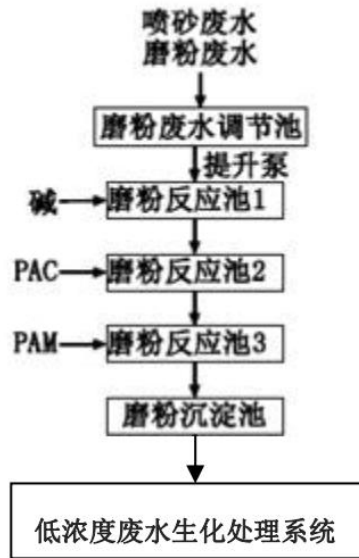 喷砂废水
磨粉废水
磨粉废水调节池
提升泵
碱
磨粉反应池1
PAC
磨粉反应池2
PAM
磨粉反应池3
磨粉沉淀池
低浓度废水生化处理系统